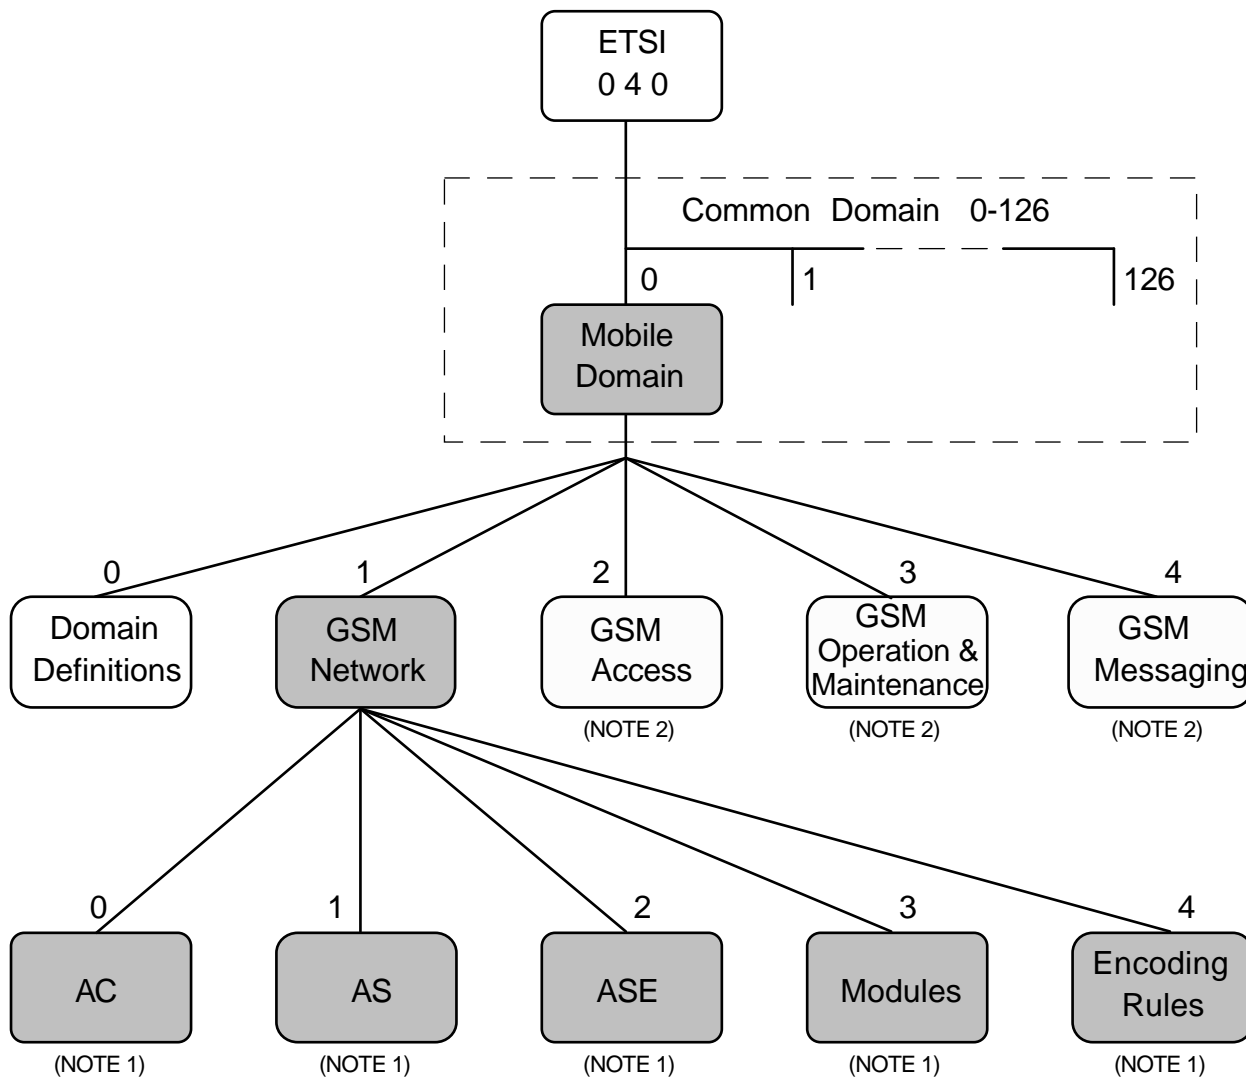 ETSI
0 4 0
Common Domain 0-126
0
1
126
Mobile
Domain
0
1
2
3
4
Domain
Definitions
GSM
Network
GSM
Access
GSM
Operation &
Maintenance
GSM
Messaging
(NOTE 2)
(NOTE 2)
(NOTE 2)
0
1
2
3
4
AC
AS
ASE
Modules
Encoding
Rules
(NOTE 1)
(NOTE 1)
(NOTE 1)
(NOTE 1)
(NOTE 1)